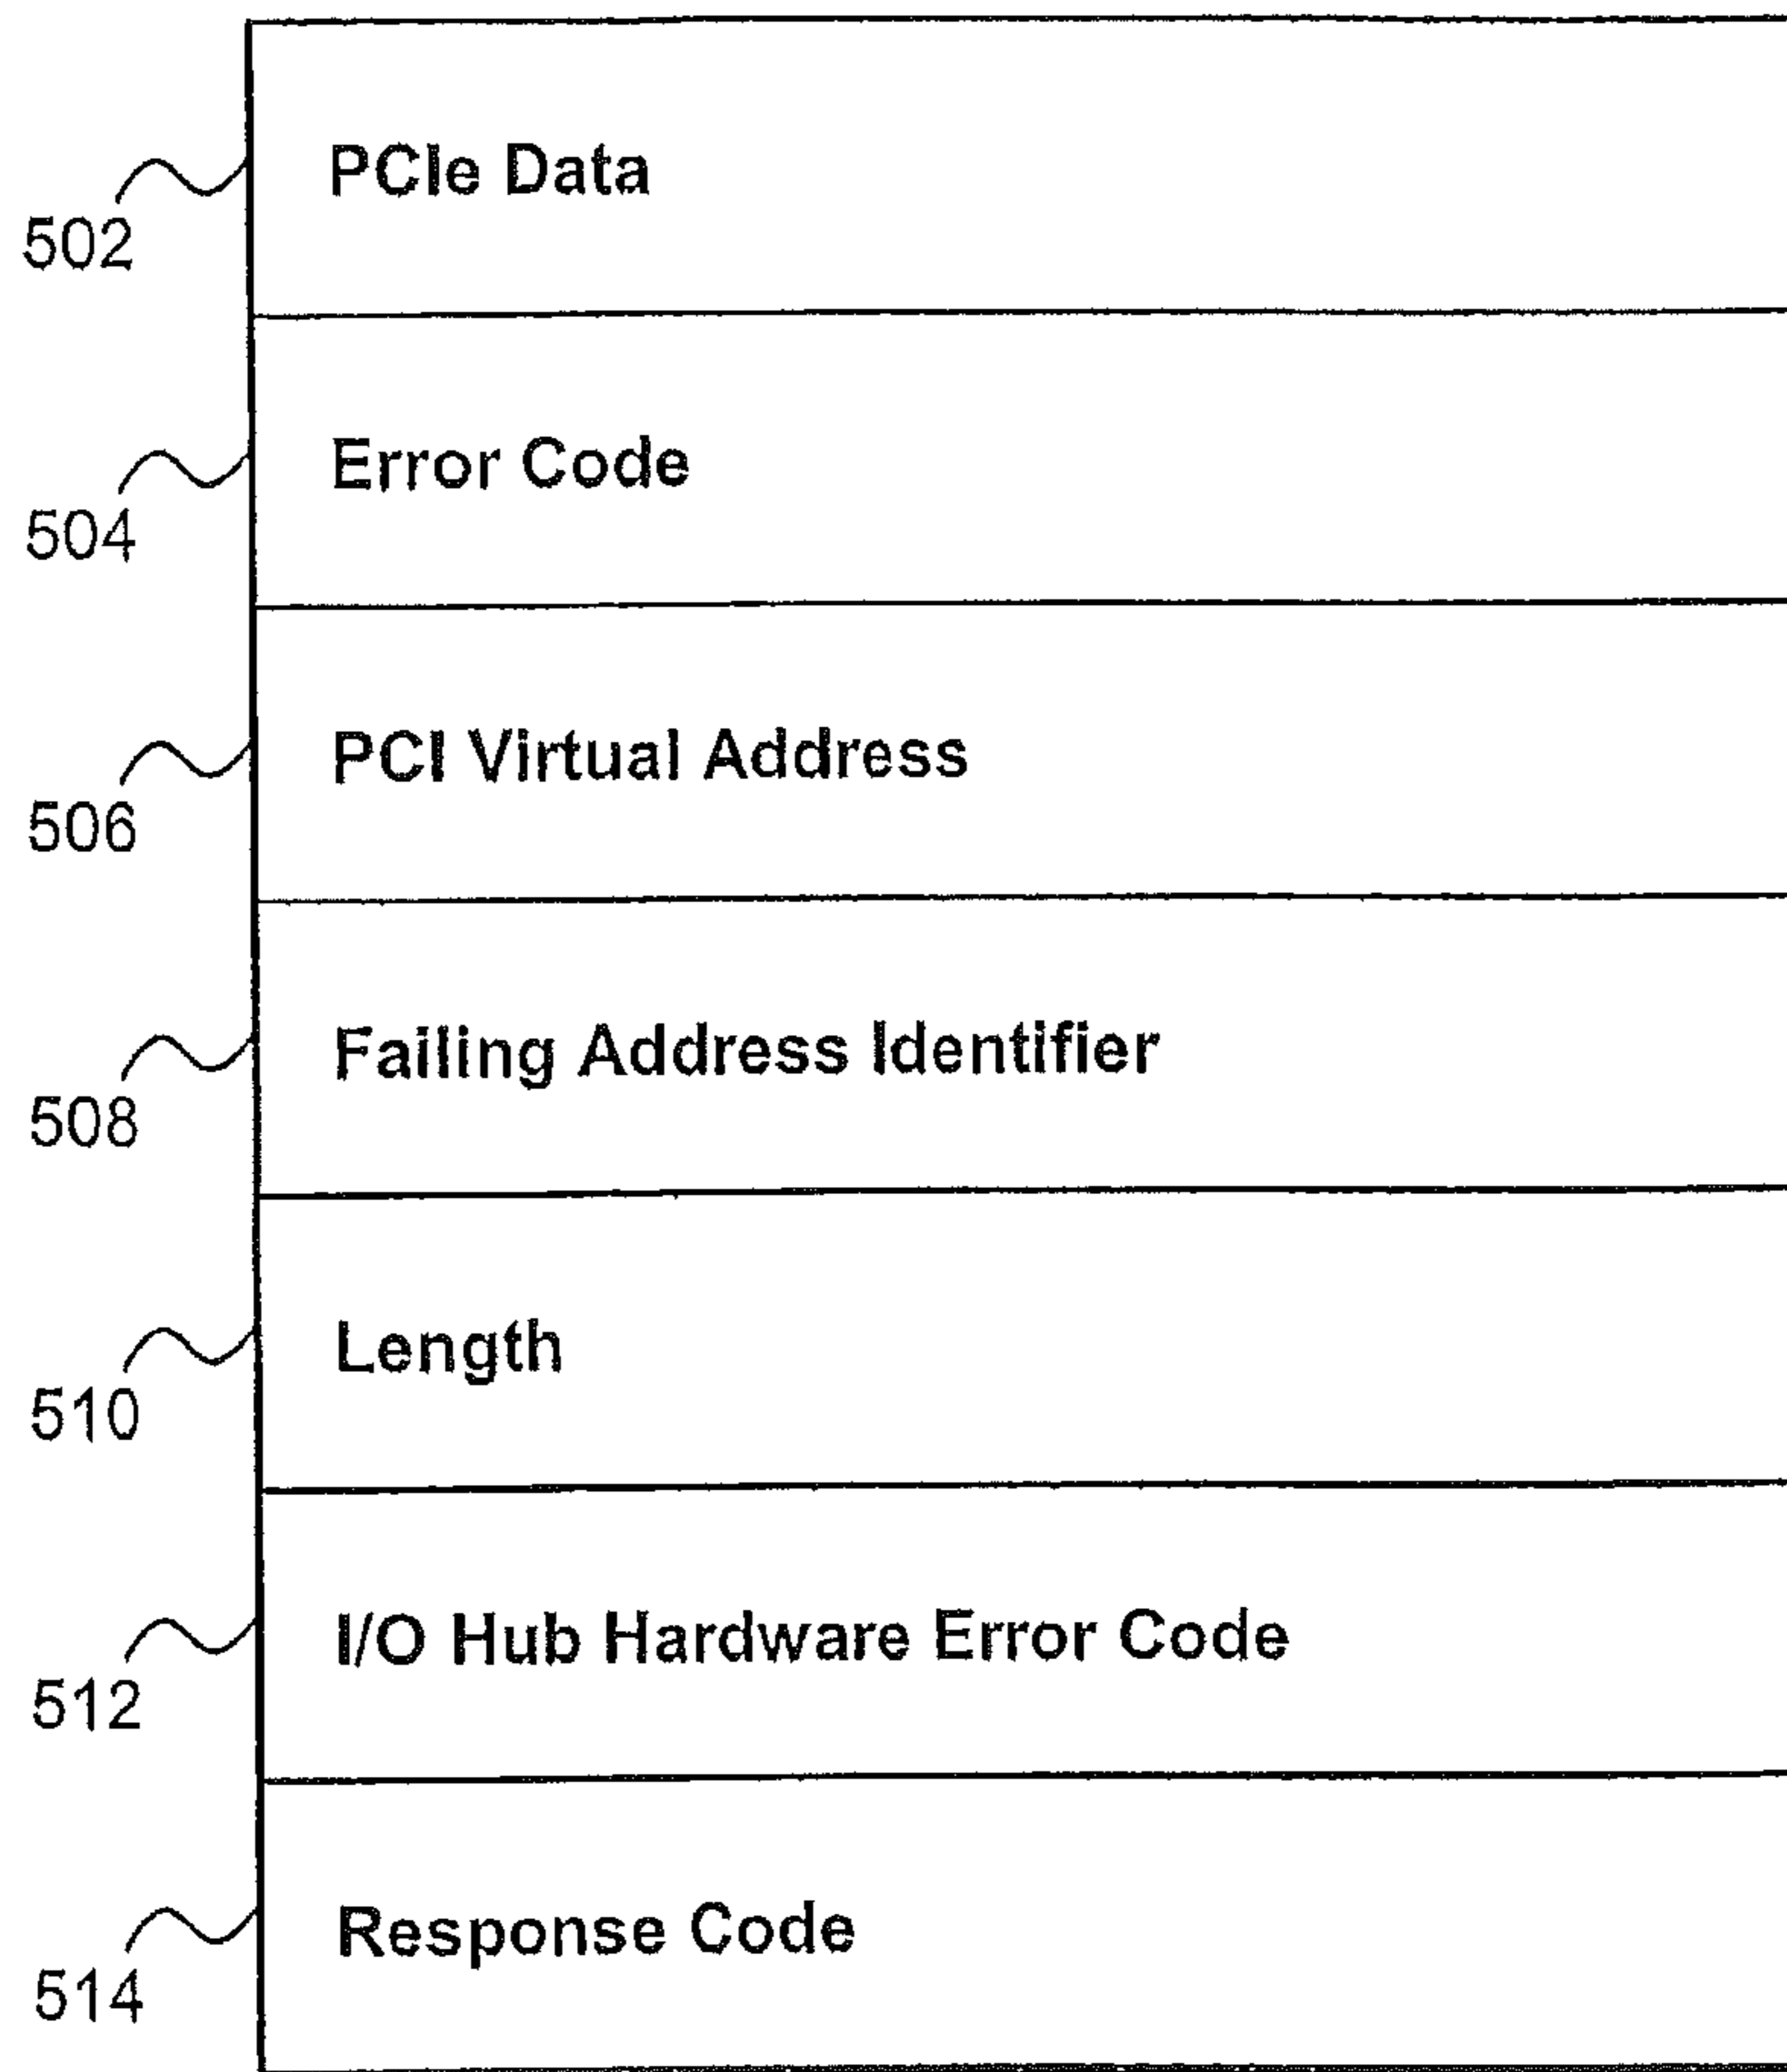 PCIe Data
502
Error Code
504
PCI Virtual Address
506
Failing Address Identifier
508
Length
510
I/O Hub Hardware Error Code
512
Response Code
514